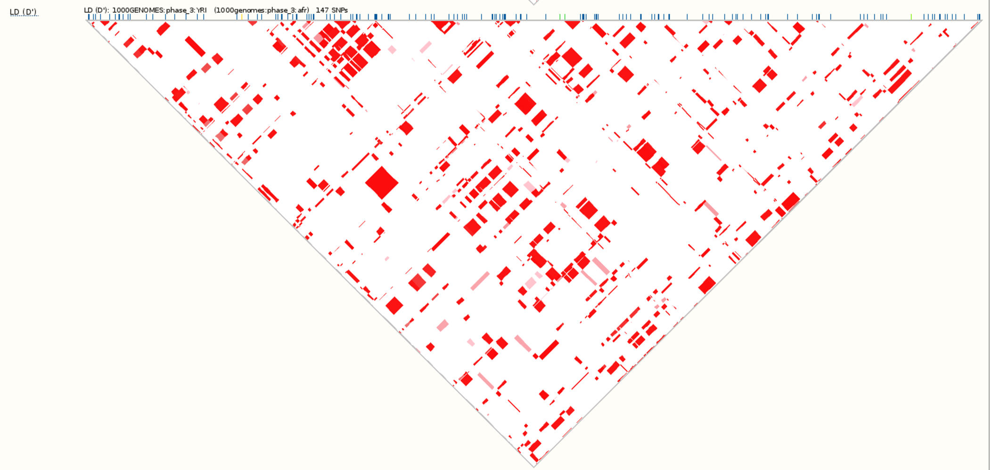 LD (D'): 1000GENOMES:phase_3:YRI (1000genomes:phase_3:afr) 147 SNPs
LD (D')